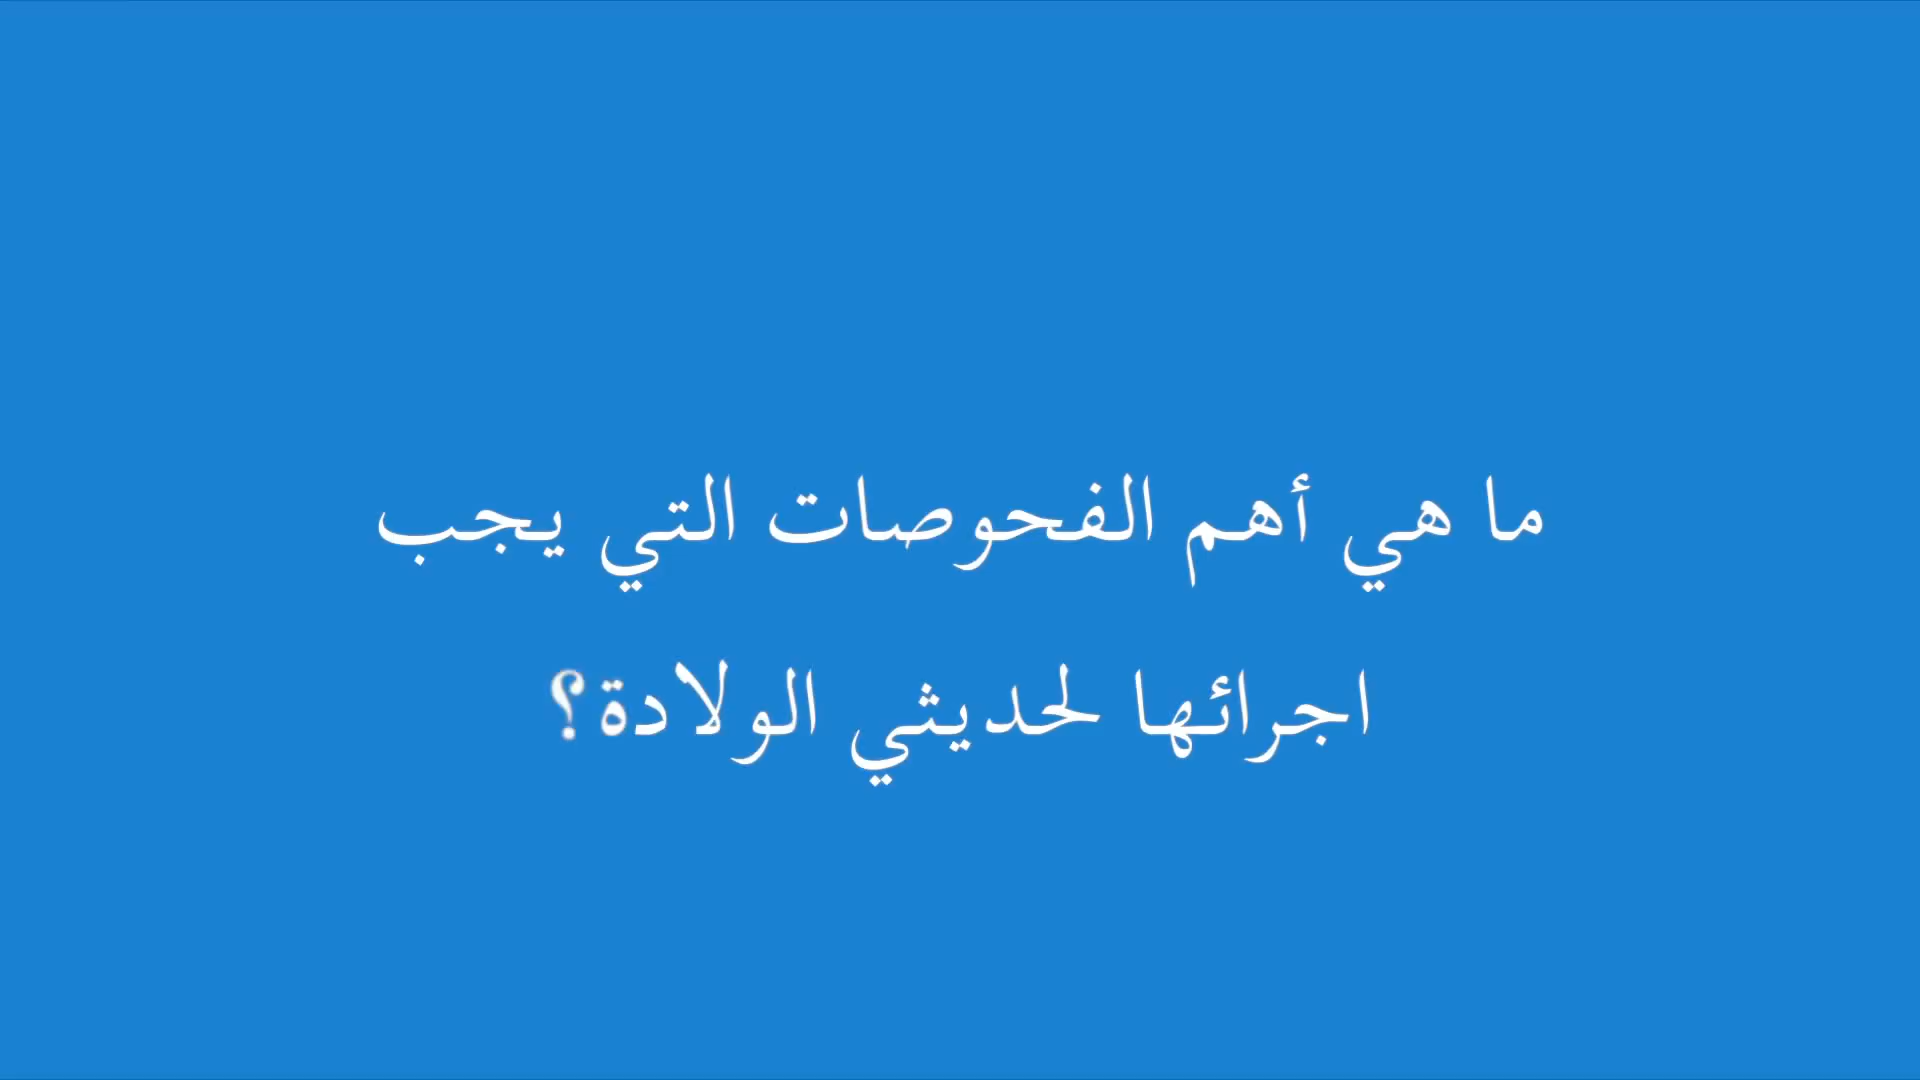 ما هي أهم الفحوصات التي يجب
اجرائها لحديثي الولادة؟